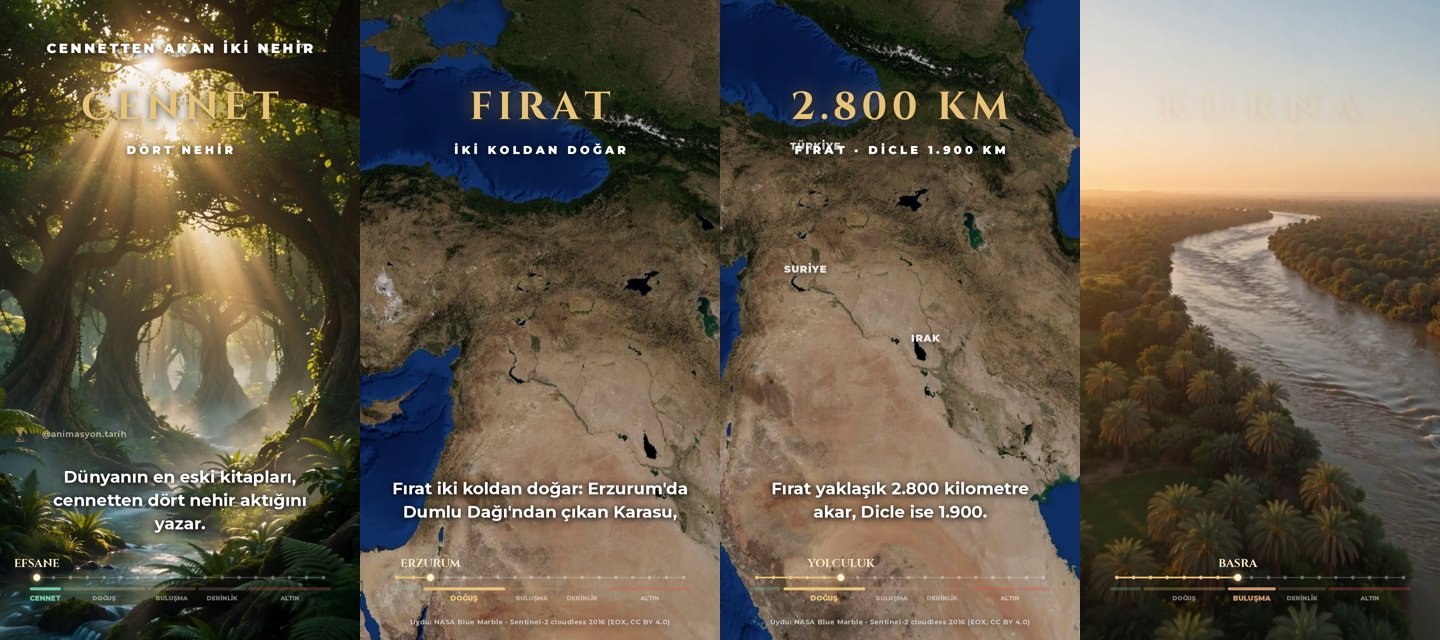 CENNETTEN AKAN İKİ NEHİR
CENNET
DÖRT NEHİR
@animasyon.tarih
Dünyanın en eski kitapları,
cennetten dört nehir aktığını
yazar.
EFSANE
CENNET
DOĞUŞ
BULUŞMA
DERİNLİK
ALTIN
FIRAT
İKİ KOLDAN DOĞAR
Fırat iki koldan doğar: Erzurum'da
Dumlu Dağı'ndan çıkan Karasu,
ERZURUM
DOĞUŞ
BULUŞMA
DERİNLİK
ALTIN
Uydu: NASA Blue Marble · Sentinel-2 cloudless 2016 (EOX, CC BY 4.0)
2.800 KM
TÜRKİYE
FIRAT · DİCLE 1.900 KM
SURİYE
IRAK
Fırat yaklaşık 2.800 kilometre
akar, Dicle ise 1.900.
YOLCULUK
DOĞUŞ
BULUŞMA
DERİNLİK
ALTIN
Uydu: NASA Blue Marble · Sentinel-2 cloudless 2016 (EOX, CC BY 4.0)
KURNA
BASRA
DOĞUŞ
BULUŞMA
DERİNLİK
ALTIN